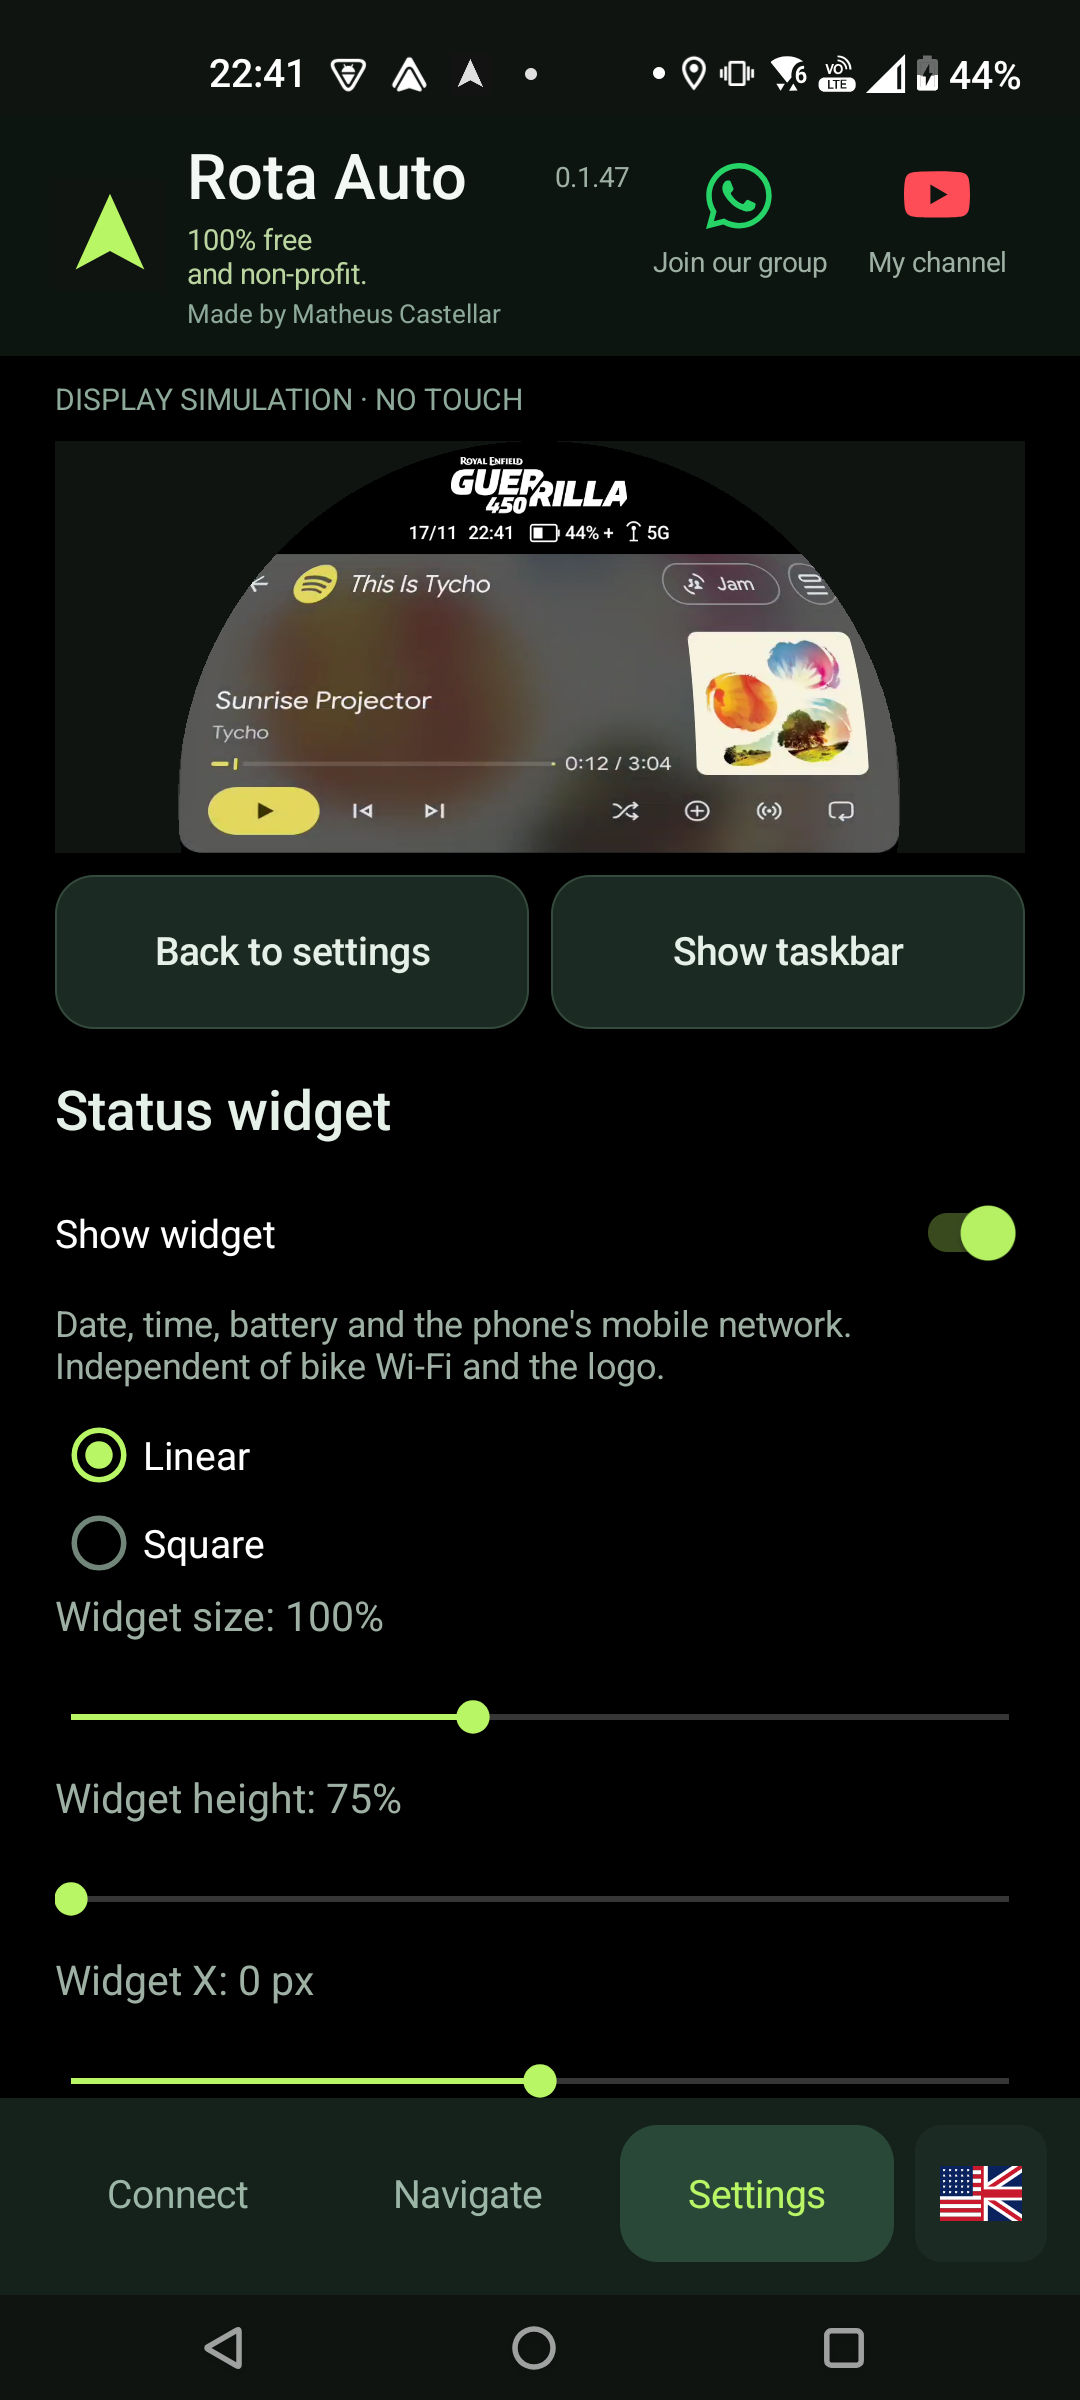 22:41
6
VO
LTE
44%
Rota Auto
0.1.47
100% free
and non-profit.
Made by Matheus Castellar
Join our group
My channel
DISPLAY SIMULATION · NO TOUCH
ROYAL ENFIELD
GUERRILLA
450
17/11 22:41 44% + 5G
This Is Tycho
Jam
Sunrise Projector
Tycho
0:12 / 3:04
Back to settings
Show taskbar
Status widget
Show widget
Date, time, battery and the phone's mobile network.
Independent of bike Wi-Fi and the logo.
Linear
Square
Widget size: 100%
Widget height: 75%
Widget X: 0 px
Connect
Navigate
Settings